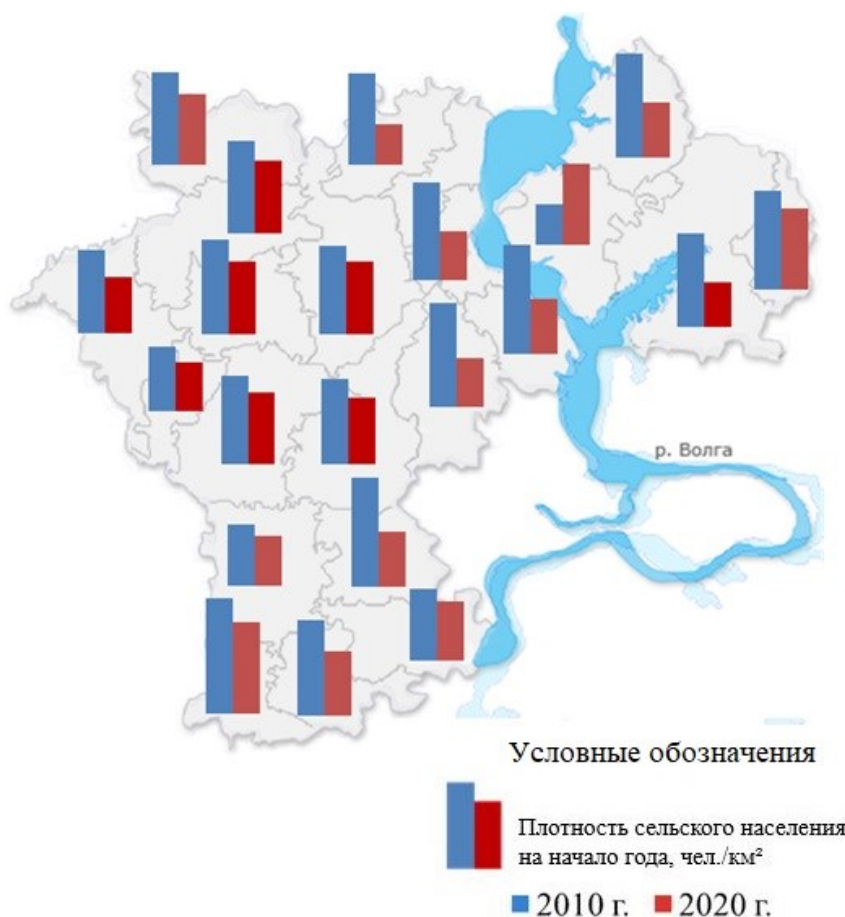 р. Волга
Условные обозначения
Плотность сельского населения
на начало года, чел./км²
2010 г. 2020 г.